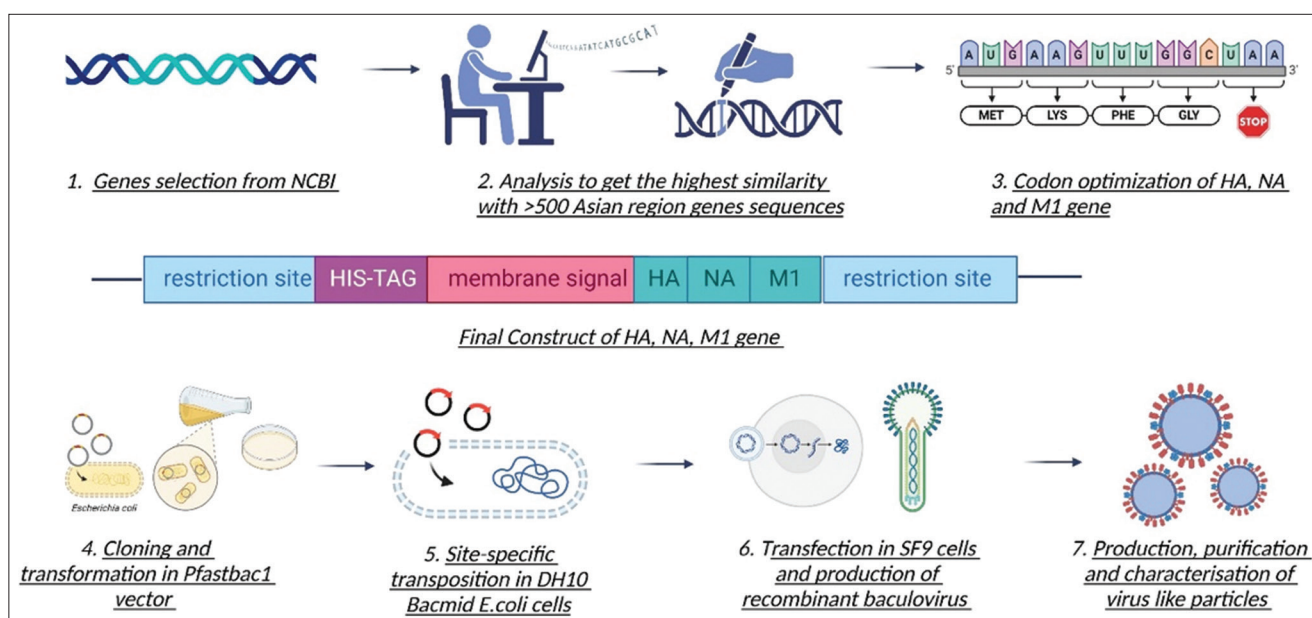 A U G A A G U U U G G C U A A
5' 3'
MET LYS PHE GLY STOP
1. Genes selection from NCBI
2. Analysis to get the highest similarity
with >500 Asian region genes sequences
3. Codon optimization of HA, NA
and M1 gene
restriction site HIS-TAG membrane signal HA NA M1 restriction site
Final Construct of HA, NA, M1 gene
Escherichia coli
4. Cloning and
transformation in Pfastbac1
vector
5. Site-specific
transposition in DH10
Bacmid E.coli cells
6. Transfection in SF9 cells
and production of
recombinant baculovirus
7. Production, purification
and characterisation of
virus like particles